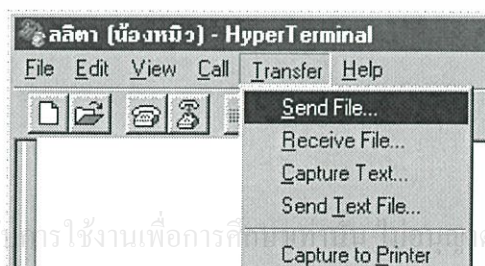 ลลิตา (น้องหมิว) - HyperTerminal
File Edit View Call Transfer Help
Send File...
Receive File...
Capture Text...
Send Text File...
Capture to Printer